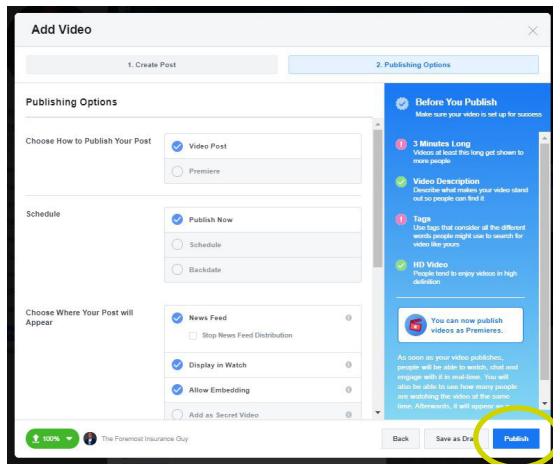 Add Video
1. Create Post
2. Publishing Options
Publishing Options
Choose How to Publish Your Post
Video Post
Premiere
Schedule
Publish Now
Schedule
Backdate
Choose Where Your Post will
Appear
News Feed
Stop News Feed Distribution
Display in Watch
Allow Embedding
Add as Secret Video
Before You Publish
Make sure your video is set up for success
3 Minutes Long
Videos at least this long get shown to
more people
Video Description
Describe what makes your video stand
out so people can find it
Tags
Use tags that consider all the different
words people might use to search for
video like yours
HD Video
People tend to enjoy videos in high
definition
You can now publish
videos as Premieres.
As soon as your video publishes,
people will be able to watch, chat and
engage with it in real-time. You will
also be able to see how many people
are watching the video at the same
time. Afterwards, it will appear
100%
The Foremost Insurance Guy
Back
Save as Dra
Publish